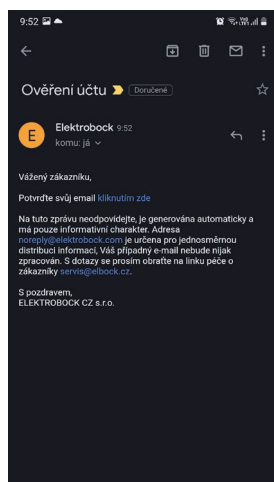 9:52
Ověření účtu Doručené
Elektrobock 9:52
komu: já
E
Vážený zákazníku,
Potvrďte svůj email kliknutím zde
Na tuto zprávu neodpovídejte, je generována automaticky a
má pouze informativní charakter. Adresa
noreply@elektrobock.com je určena pro jednosměrnou
distribuci informací, Váš případný e-mail nebude nijak
zpracován. S dotazy se prosím obraťte na linku péče o
zákazníky servis@elbock.cz.
S pozdravem,
ELEKTROBOCK CZ s.r.o.